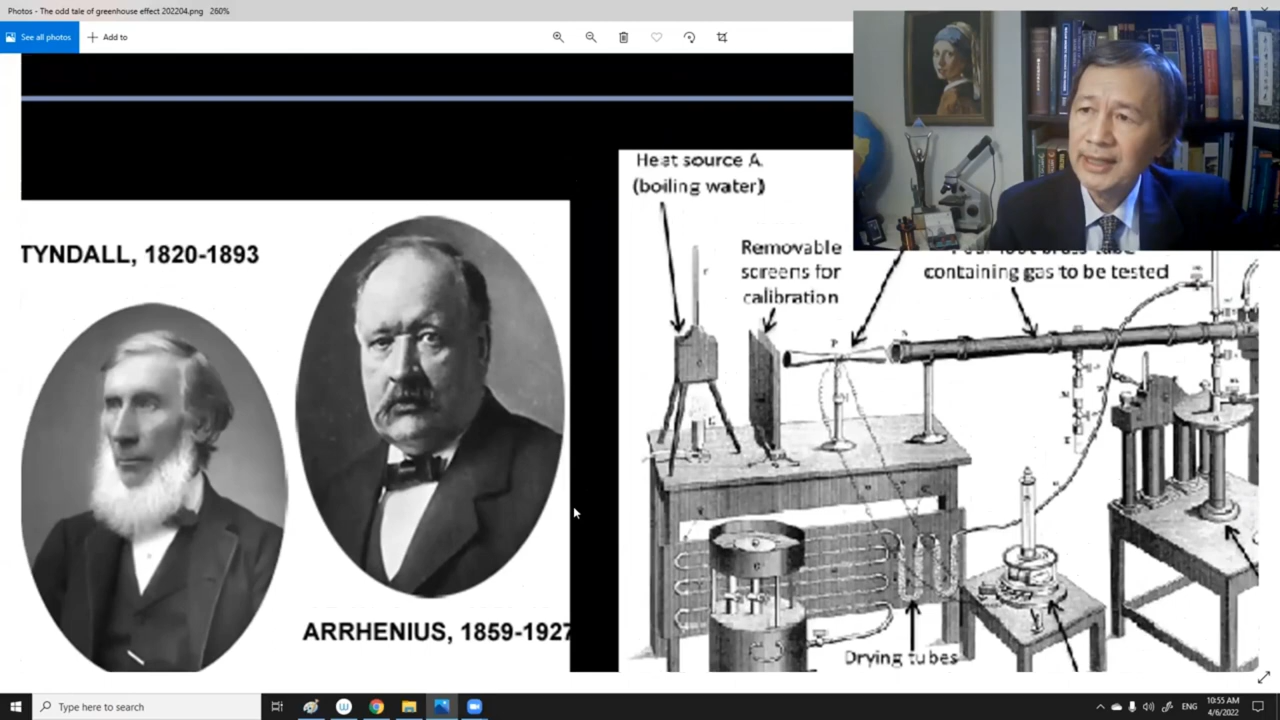 Photos - The odd tale of greenhouse effect 202204.png 260%
See all photos
Add to
Heat source A.
(boiling water)
TYNDALL, 1820-1893
Removable
screens for
calibration
containing gas to be tested
ARRHENIUS, 1859-1927
Drying tubes
Type here to search
ENG
10:55 AM
4/6/2022